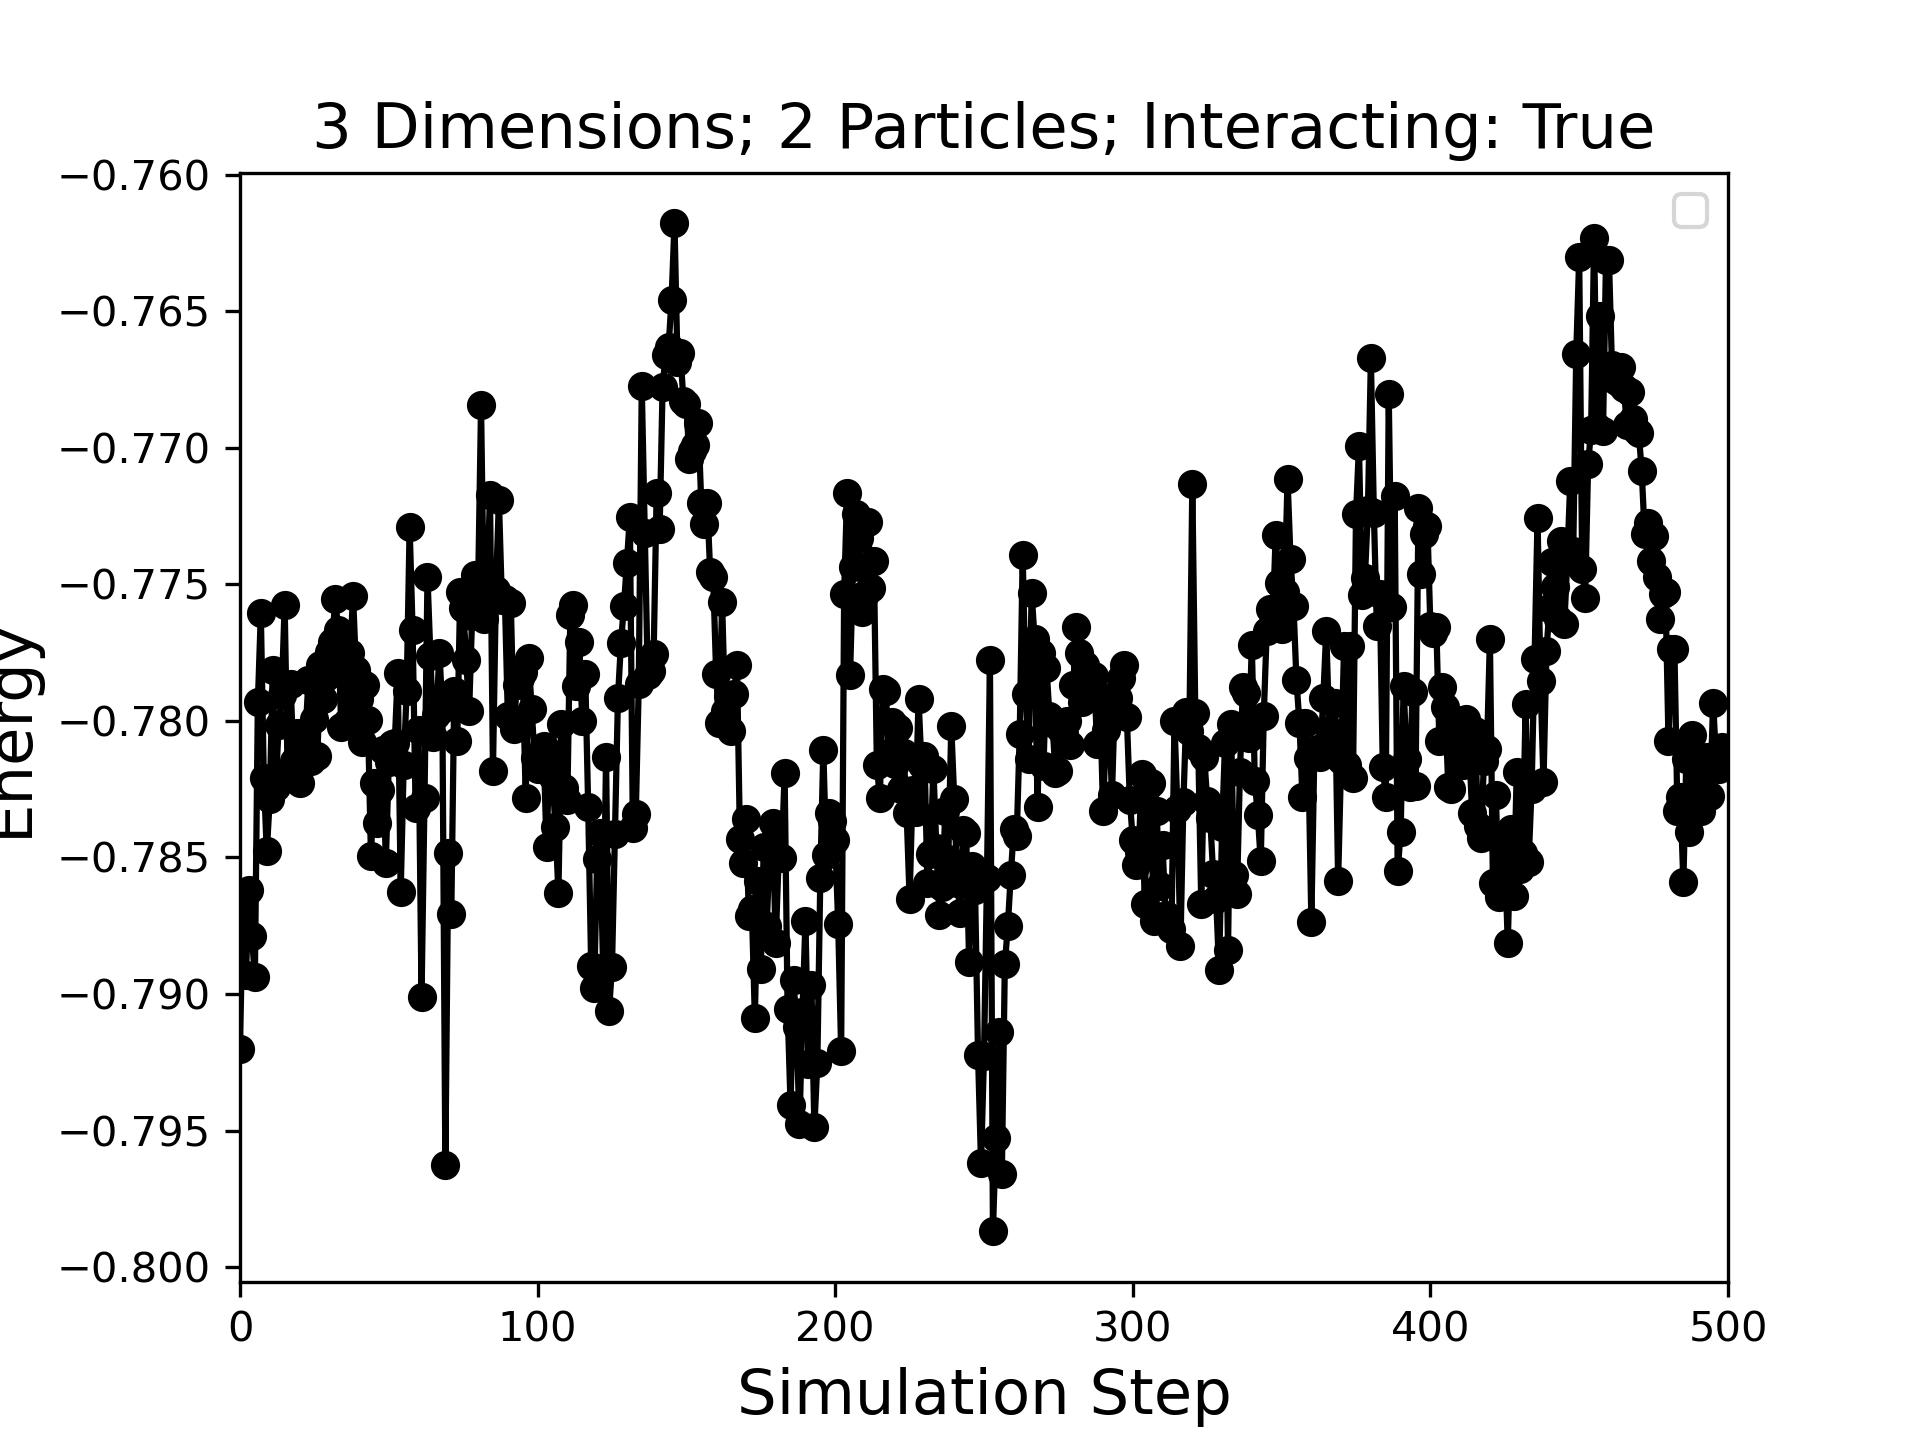 3 Dimensions; 2 Particles; Interacting: True
−0.760
−0.765
−0.770
−0.775
−0.780
−0.785
−0.790
−0.795
−0.800
Energy
0 100 200 300 400 500
Simulation Step